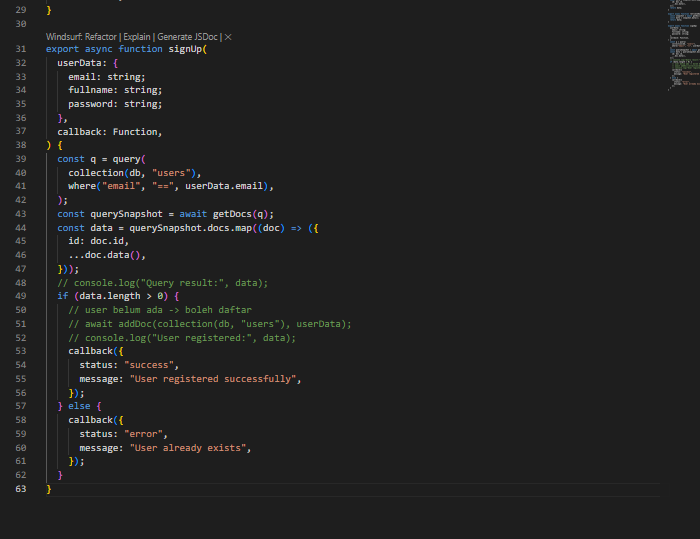 29 }
30
Windsurf: Refactor | Explain | Generate JSDoc | ×
31 export async function signUp(
32   userData: {
33     email: string;
34     fullname: string;
35     password: string;
36   },
37   callback: Function,
38 ) {
39   const q = query(
40     collection(db, "users"),
41     where("email", "==", userData.email),
42   );
43   const querySnapshot = await getDocs(q);
44   const data = querySnapshot.docs.map((doc) => ({
45     id: doc.id,
46     ...doc.data(),
47   }));
48   // console.log("Query result:", data);
49   if (data.length > 0) {
50     // user belum ada -> boleh daftar
51     // await addDoc(collection(db, "users"), userData);
52     // console.log("User registered:", data);
53     callback({
54       status: "success",
55       message: "User registered successfully",
56     });
57   } else {
58     callback({
59       status: "error",
60       message: "User already exists",
61     });
62   }
63 }